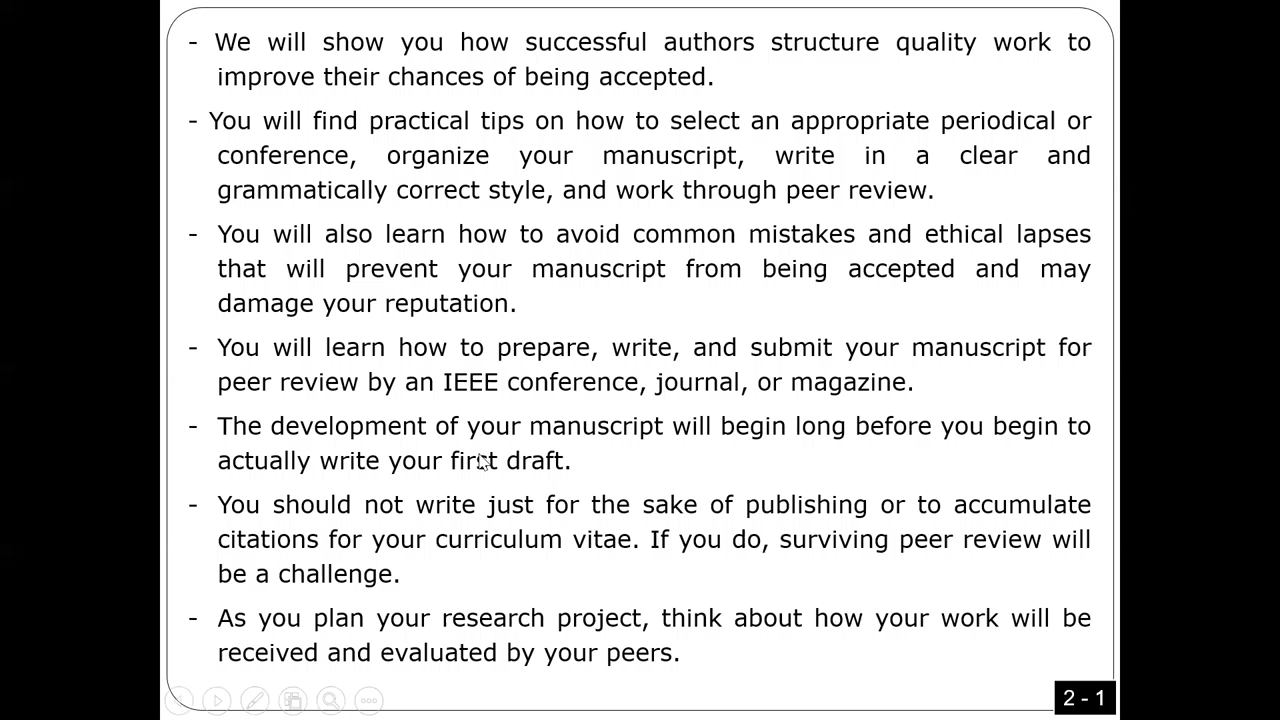 - We will show you how successful authors structure quality work to
improve their chances of being accepted.
- You will find practical tips on how to select an appropriate periodical or
conference, organize your manuscript, write in a clear and
grammatically correct style, and work through peer review.
- You will also learn how to avoid common mistakes and ethical lapses
that will prevent your manuscript from being accepted and may
damage your reputation.
- You will learn how to prepare, write, and submit your manuscript for
peer review by an IEEE conference, journal, or magazine.
- The development of your manuscript will begin long before you begin to
actually write your first draft.
- You should not write just for the sake of publishing or to accumulate
citations for your curriculum vitae. If you do, surviving peer review will
be a challenge.
- As you plan your research project, think about how your work will be
received and evaluated by your peers.
2 - 1